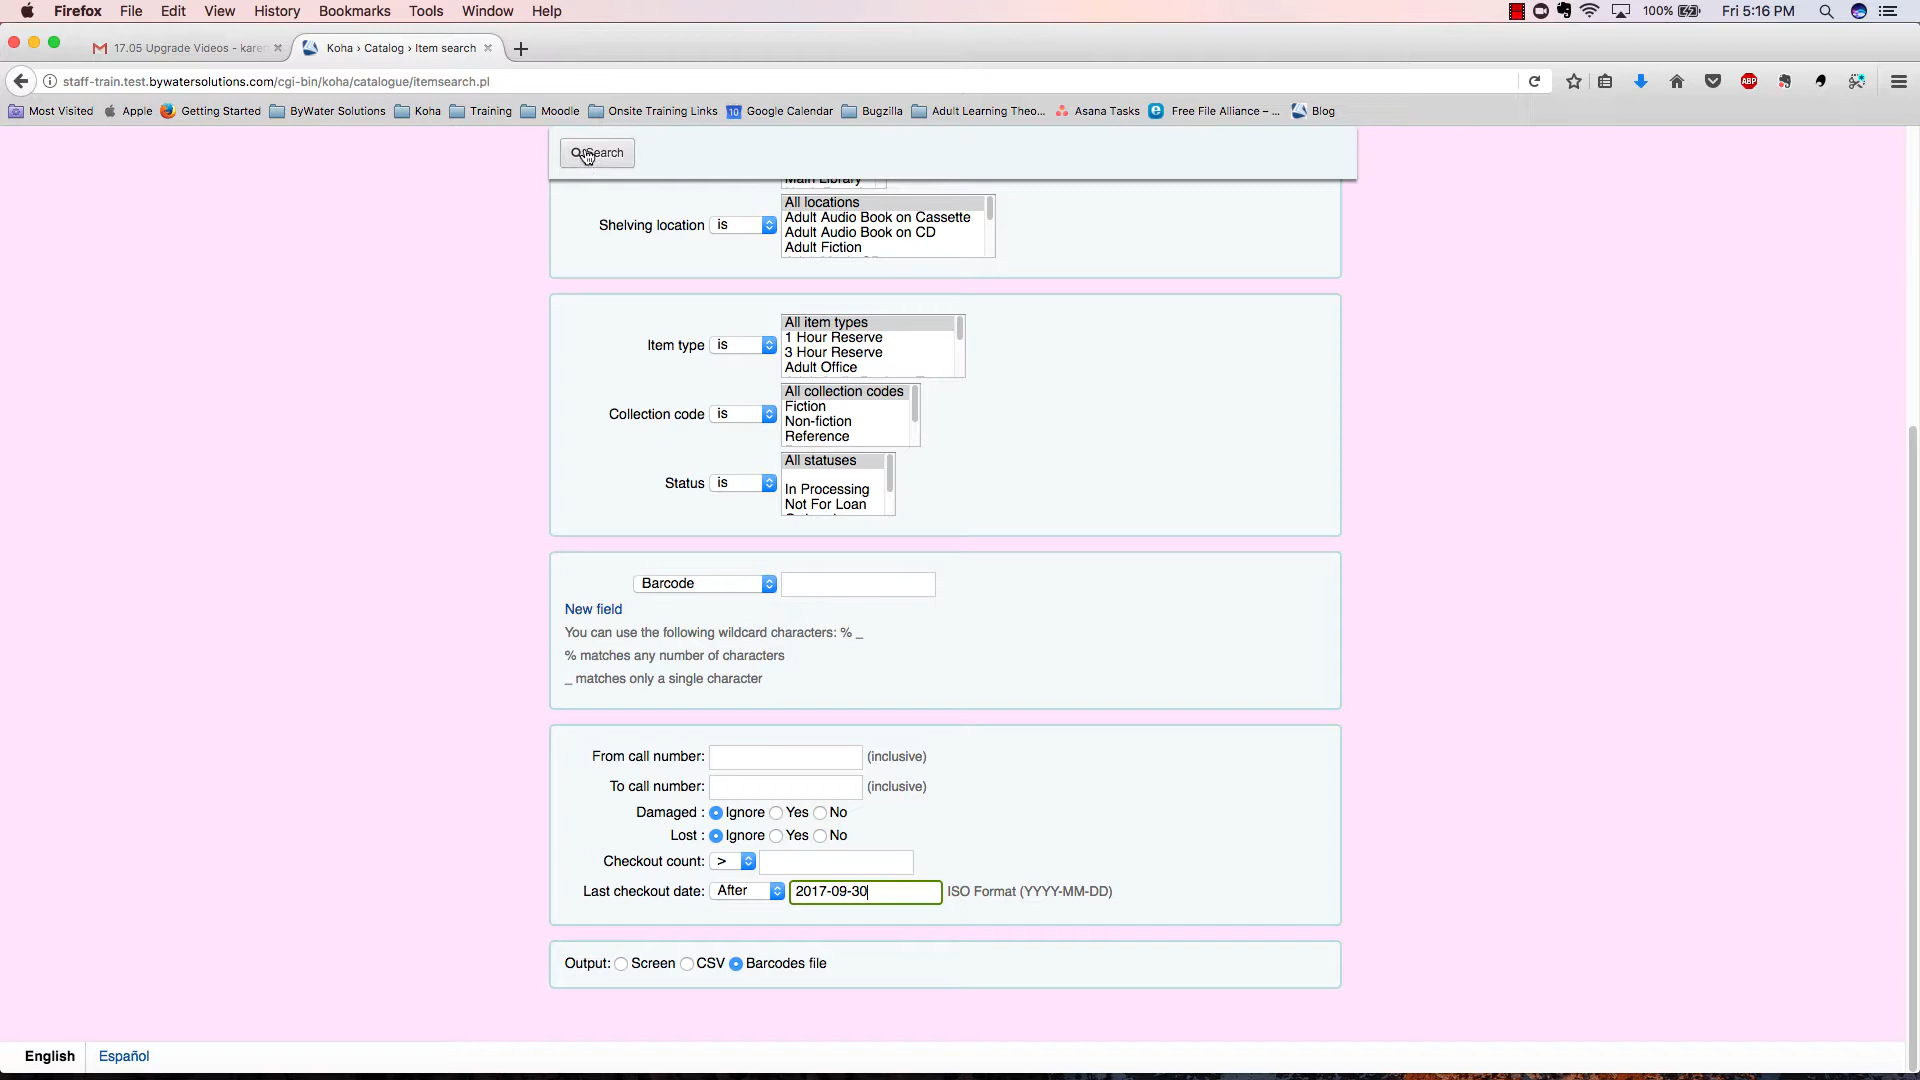 Firefox File Edit View History Bookmarks Tools Window Help 100% Fri 5:16 PM
17.05 Upgrade Videos - kare Koha › Catalog › Item search
staff-train.test.bywatersolutions.com/cgi-bin/koha/catalogue/itemsearch.pl ABP
Most Visited Apple Getting Started ByWater Solutions Koha Training Moodle Onsite Training Links 10 Google Calendar Bugzilla Adult Learning Theo... Asana Tasks Free File Alliance – ... Blog
Search
Main Library
All locations
Shelving location is Adult Audio Book on Cassette
Adult Audio Book on CD
Adult Fiction
All item types
1 Hour Reserve
Item type is
3 Hour Reserve
Adult Office
All collection codes
Fiction
Collection code is
Non-fiction
Reference
All statuses
Status is
In Processing
Not For Loan
Barcode
New field
You can use the following wildcard characters: % _
% matches any number of characters
_ matches only a single character
From call number: (inclusive)
To call number: (inclusive)
Damaged : Ignore Yes No
Lost : Ignore Yes No
Checkout count: >
Last checkout date: After 2017-09-30 ISO Format (YYYY-MM-DD)
Output: Screen CSV Barcodes file
English Español